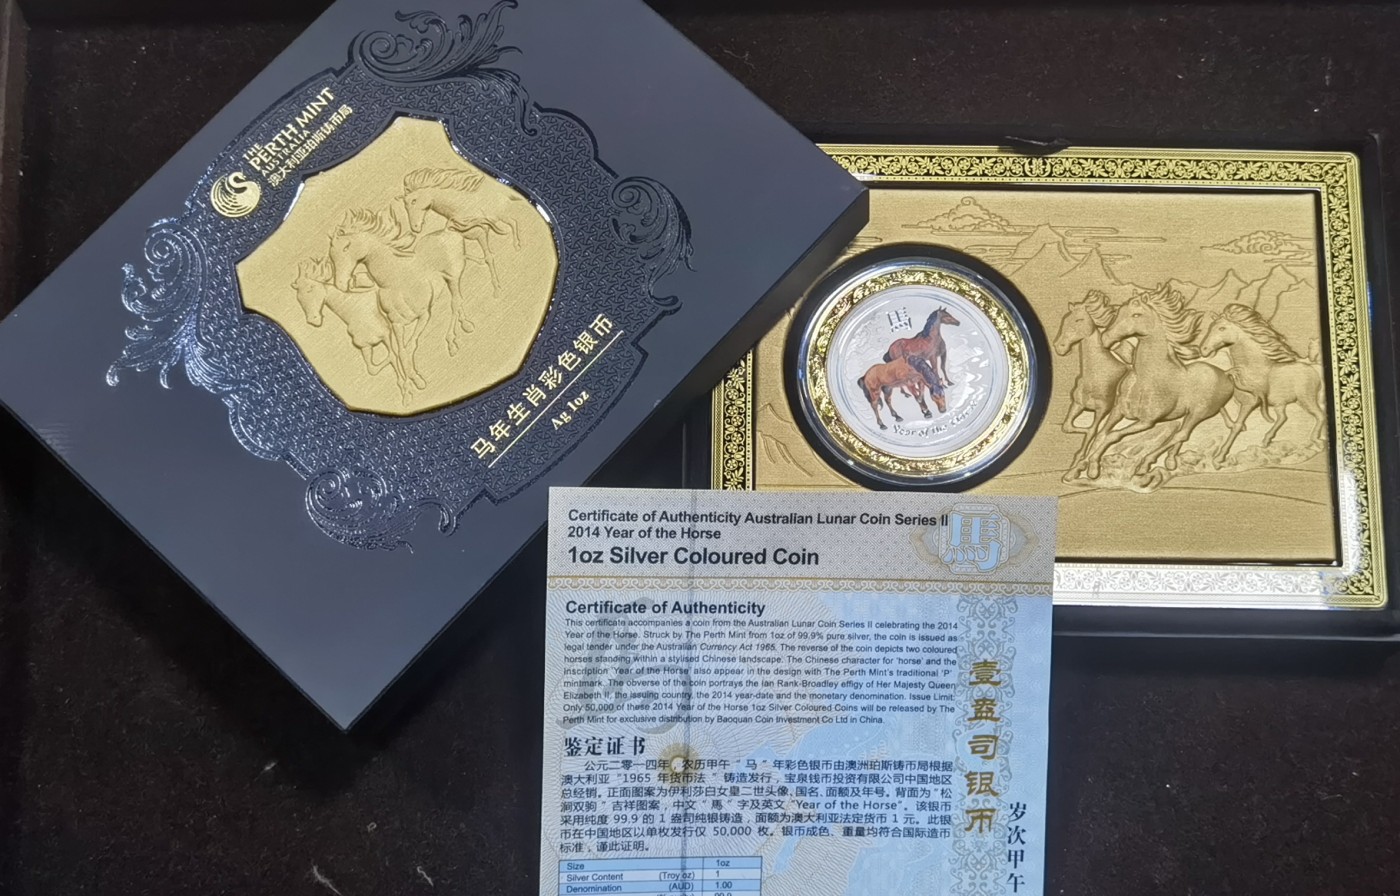 THE
PERTH MINT
AUSTRALIA
澳大利亚珀斯铸币局
马年生肖彩色银币
Ag 1oz
馬
Year of the Horse
Certificate of Authenticity Australian Lunar Coin Series II
2014 Year of the Horse
1oz Silver Coloured Coin
馬
Certificate of Authenticity
This certificate accompanies a coin from the Australian Lunar Coin Series II celebrating the 2014
Year of the Horse. Struck by The Perth Mint from 1oz of 99.9% pure silver, the coin is issued as
legal tender under the Australian Currency Act 1965. The reverse of the coin depicts two coloured
horses standing within a stylised Chinese landscape. The Chinese character for 'horse' and the
inscription 'Year of the Horse' also appear in the design with The Perth Mint's traditional 'P'
mintmark. The obverse of the coin portrays the Ian Rank-Broadley effigy of Her Majesty Queen
Elizabeth II, the issuing country, the 2014 year-date and the monetary denomination. Issue Limit:
Only 50,000 of these 2014 Year of the Horse 1oz Silver Coloured Coins will be released by The
Perth Mint for exclusive distribution by Baoquan Coin Investment Co Ltd in China.
鉴定证书
公元二零一四年，农历甲午“马”年彩色银币由澳洲珀斯铸币局根据
澳大利亚“1965 年货币法”铸造发行，宝泉钱币投资有限公司中国地区
总经销。正面图案为伊利莎白女皇二世头像、国名、面额及年号。背面为“松
涧双驹”吉祥图案，中文“馬”字及英文“Year of the Horse”。该银币
采用纯度 99.9 的 1 盎司纯银铸造，面额为澳大利亚法定货币 1 元。此银
币在中国地区以单枚发行仅 50,000 枚。银币成色、重量均符合国际造币
标准，谨此证明。
Size 1oz
Silver Content (Troy oz) 1
Denomination (AUD) 1.00
99.9
壹盎司银币
岁次甲午